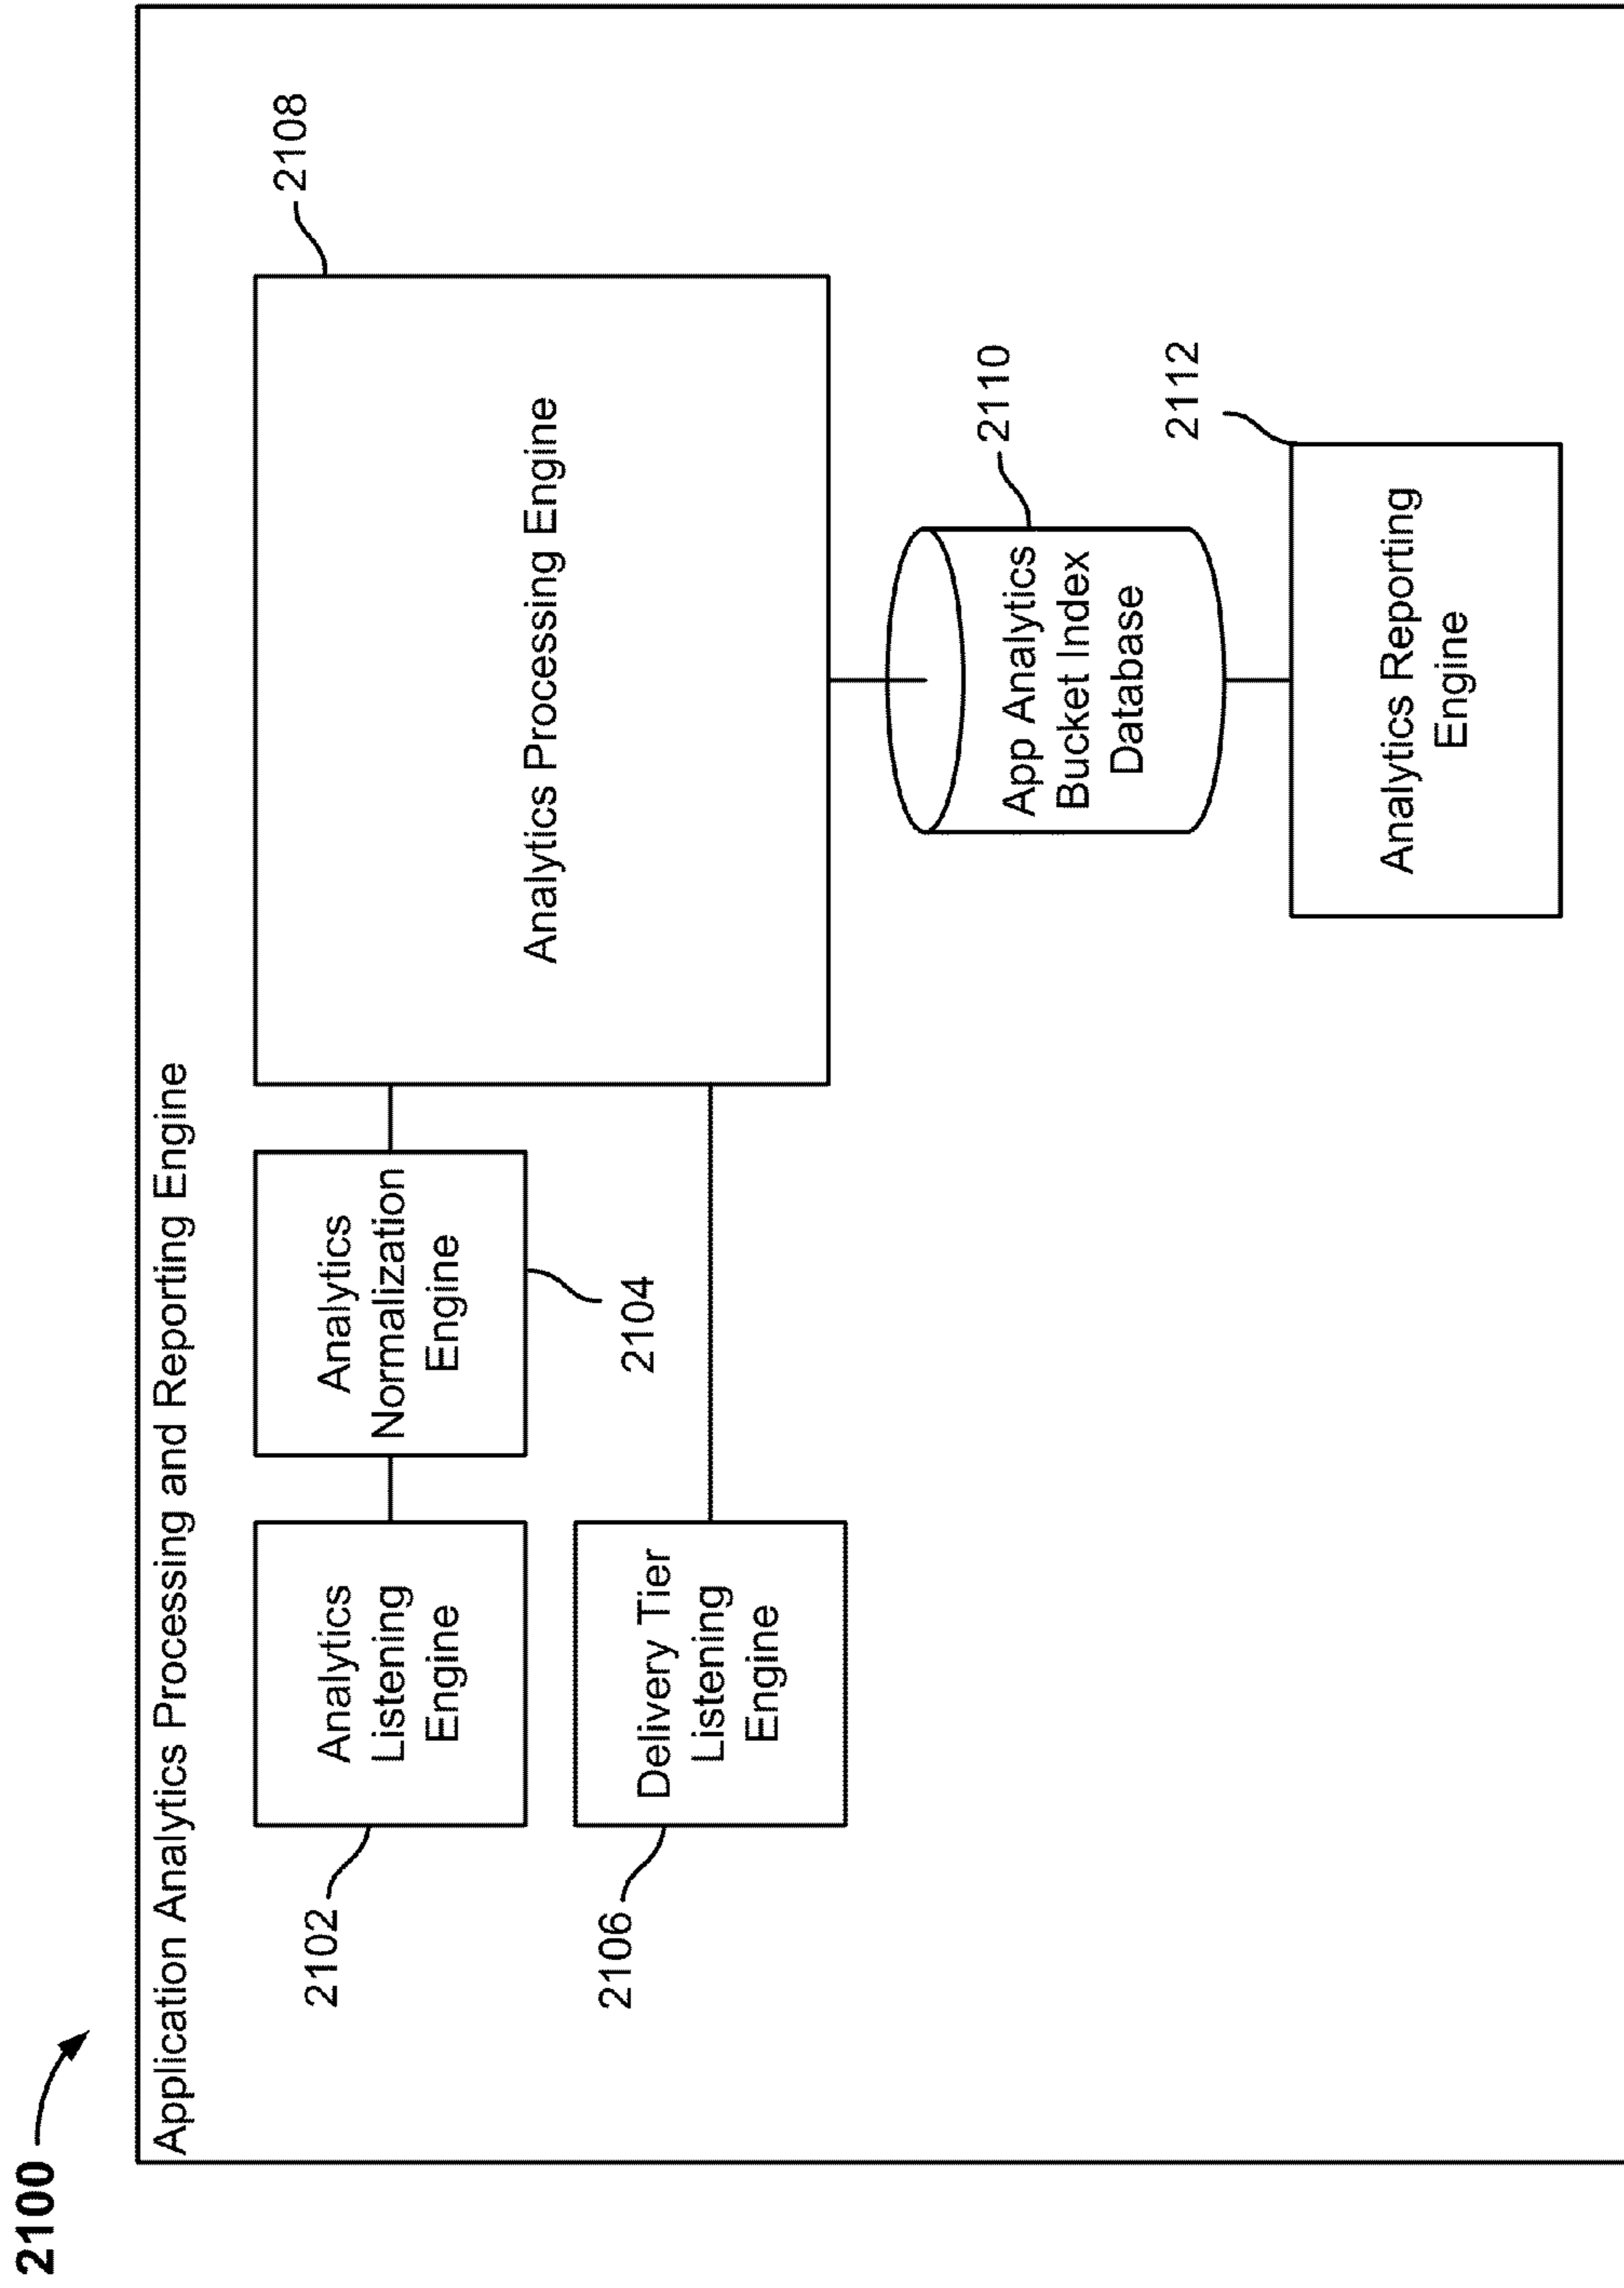 2100
Application Analytics Processing and Reporting Engine
2102
Analytics
Listening
Engine
Analytics
Normalization
Engine
2104
2106
Delivery Tier
Listening
Engine
Analytics Processing Engine
2108
App Analytics
Bucket Index
Database
2110
Analytics Reporting
Engine
2112